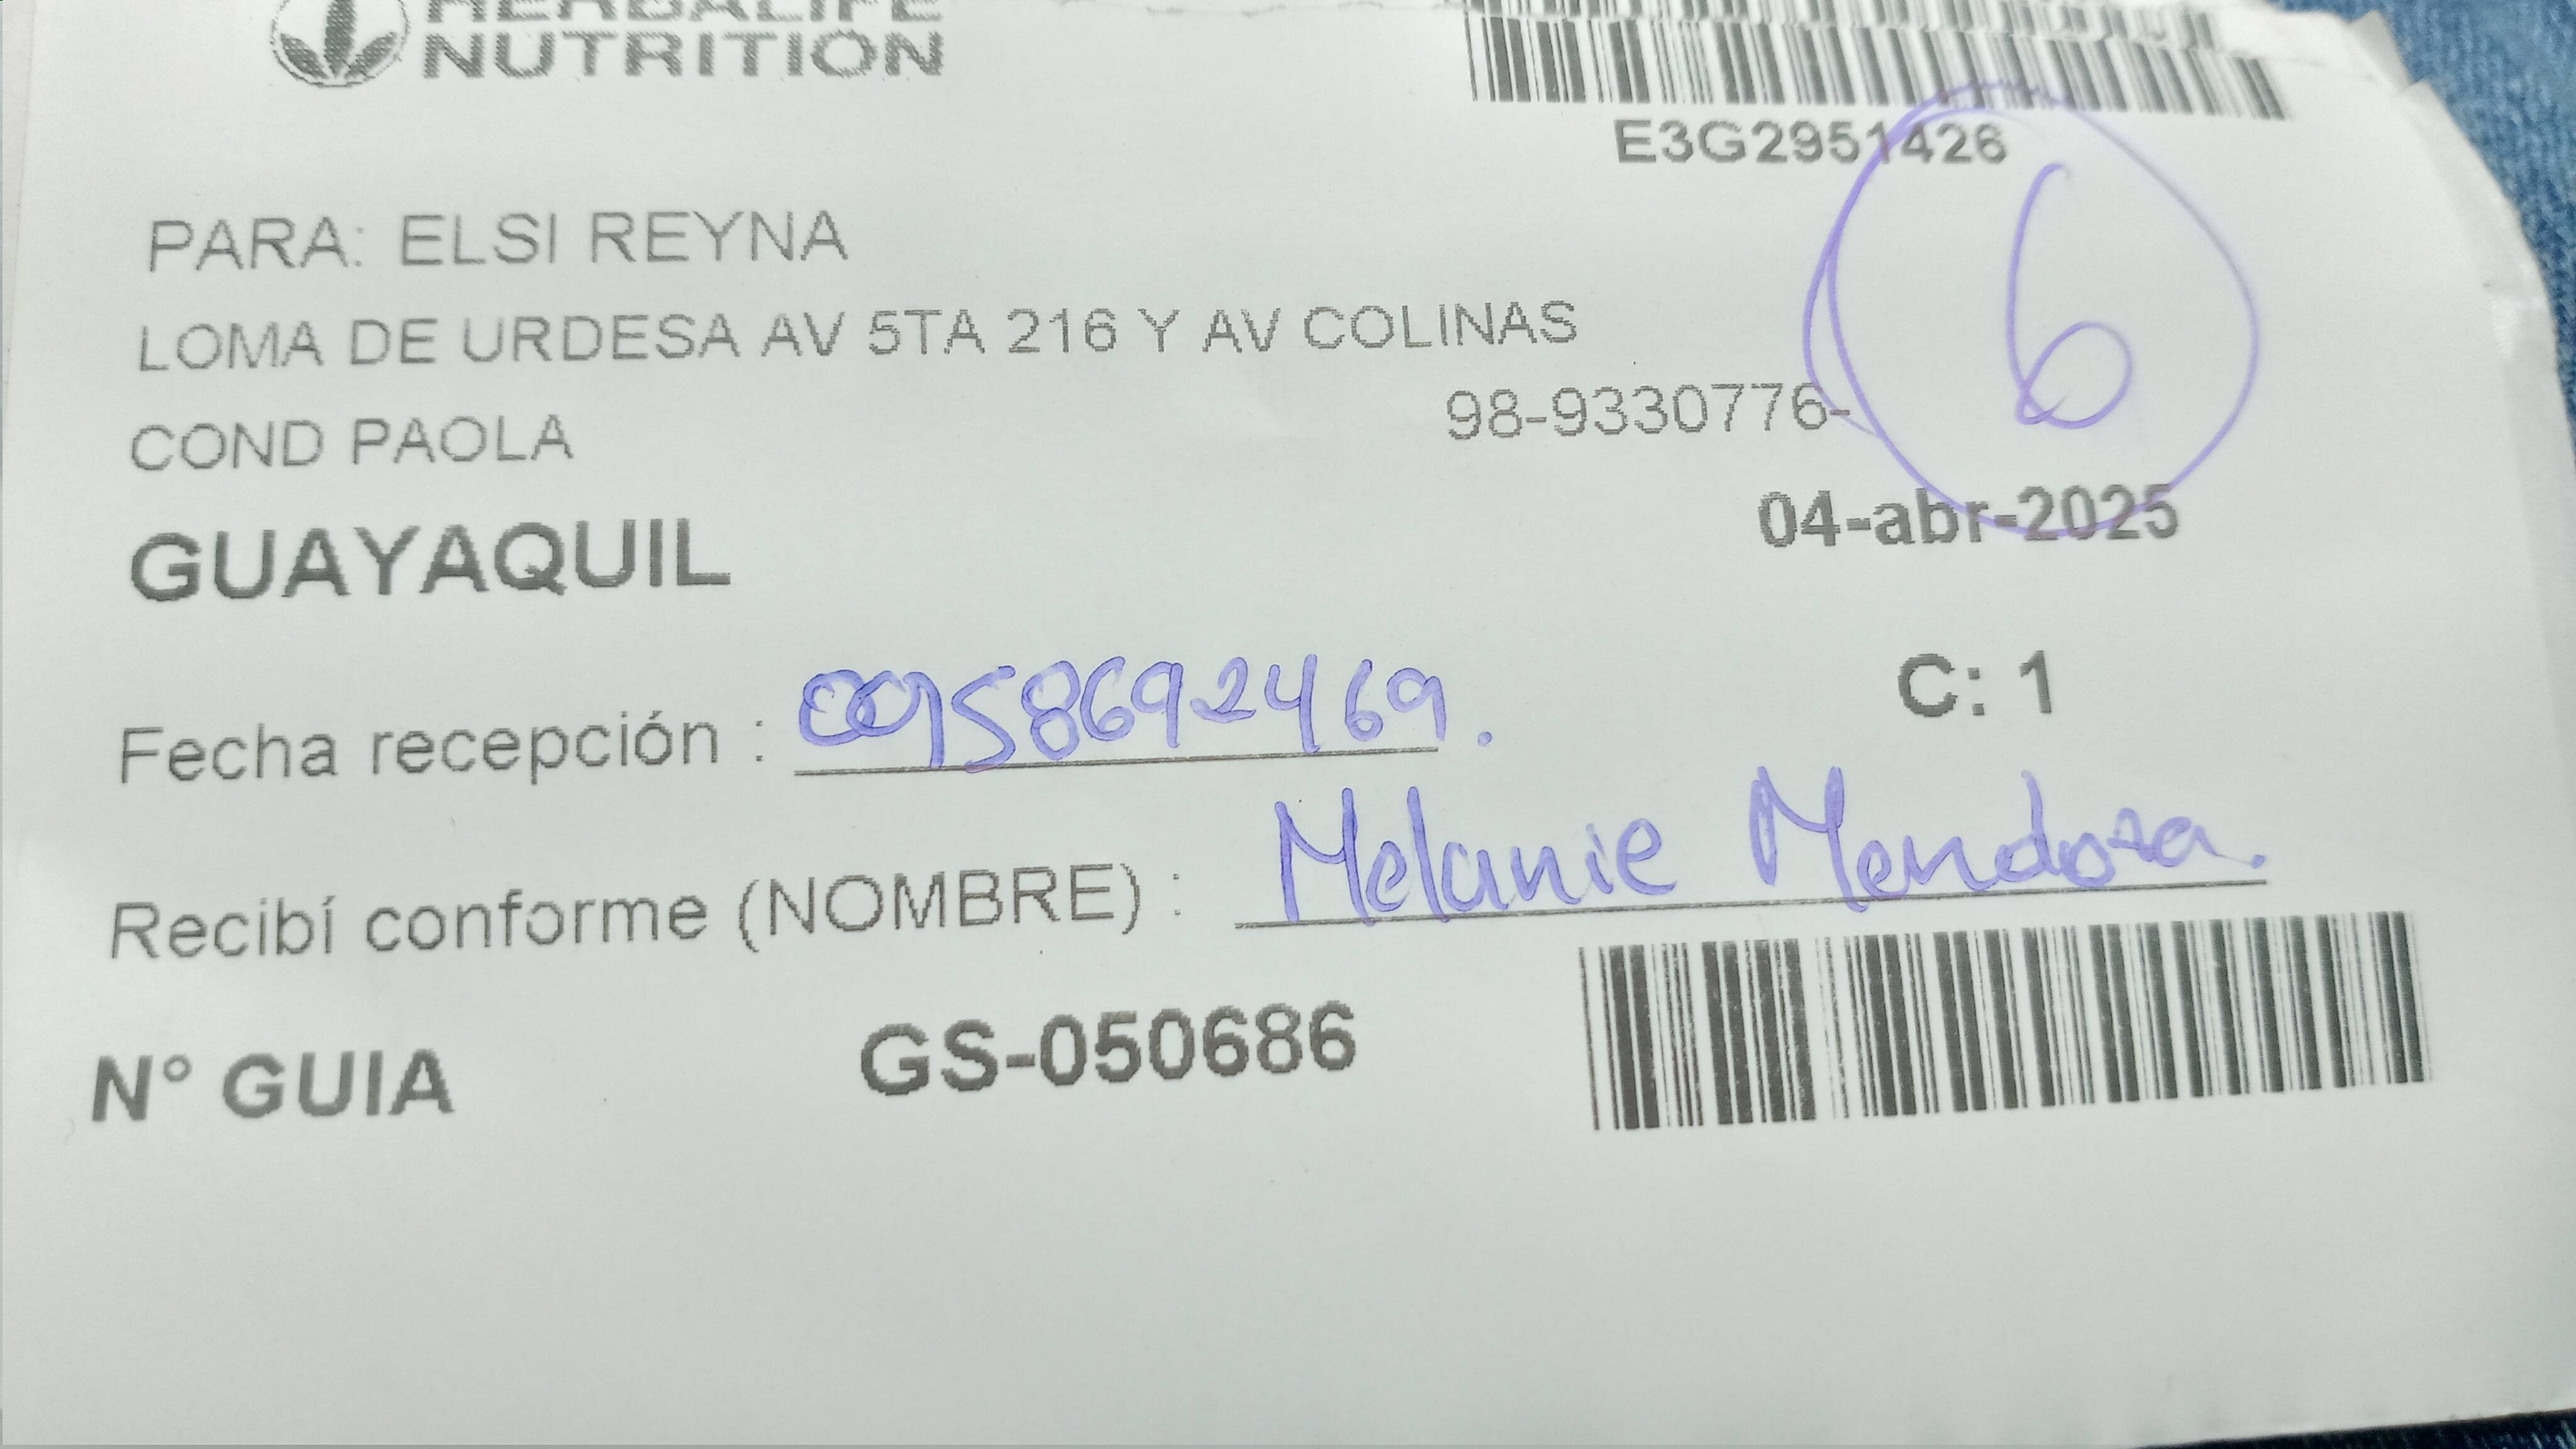 HERBALIFE
NUTRITION
E3G2951426
6
PARA: ELSI REYNA
LOMA DE URDESA AV 5TA 216 Y AV COLINAS
COND PAOLA
98-9330776-
GUAYAQUIL
04-abr-2025
Fecha recepción : 0958692469.
C: 1
Recibí conforme (NOMBRE) : Melanie Mendoza.
N° GUIA GS-050686